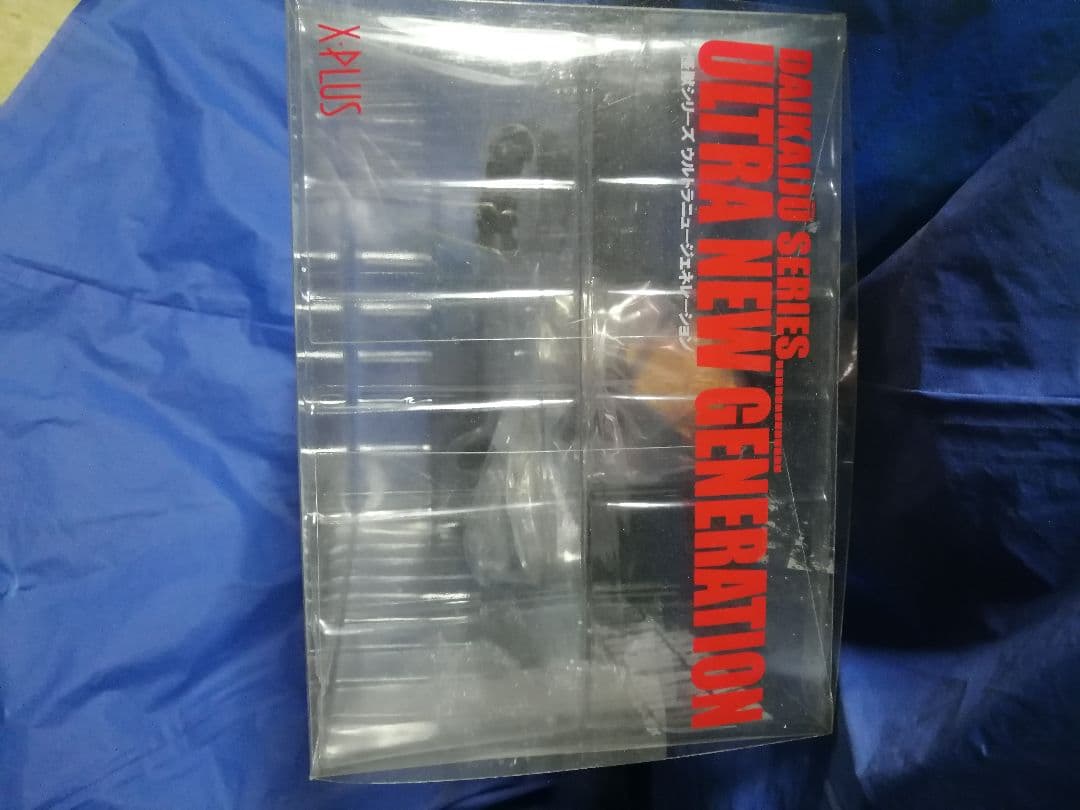 DAIKAIJU SERIES
ULTRA NEW GENERATION
大怪獣シリーズ ウルトラニュージェネレーション
X-PLUS